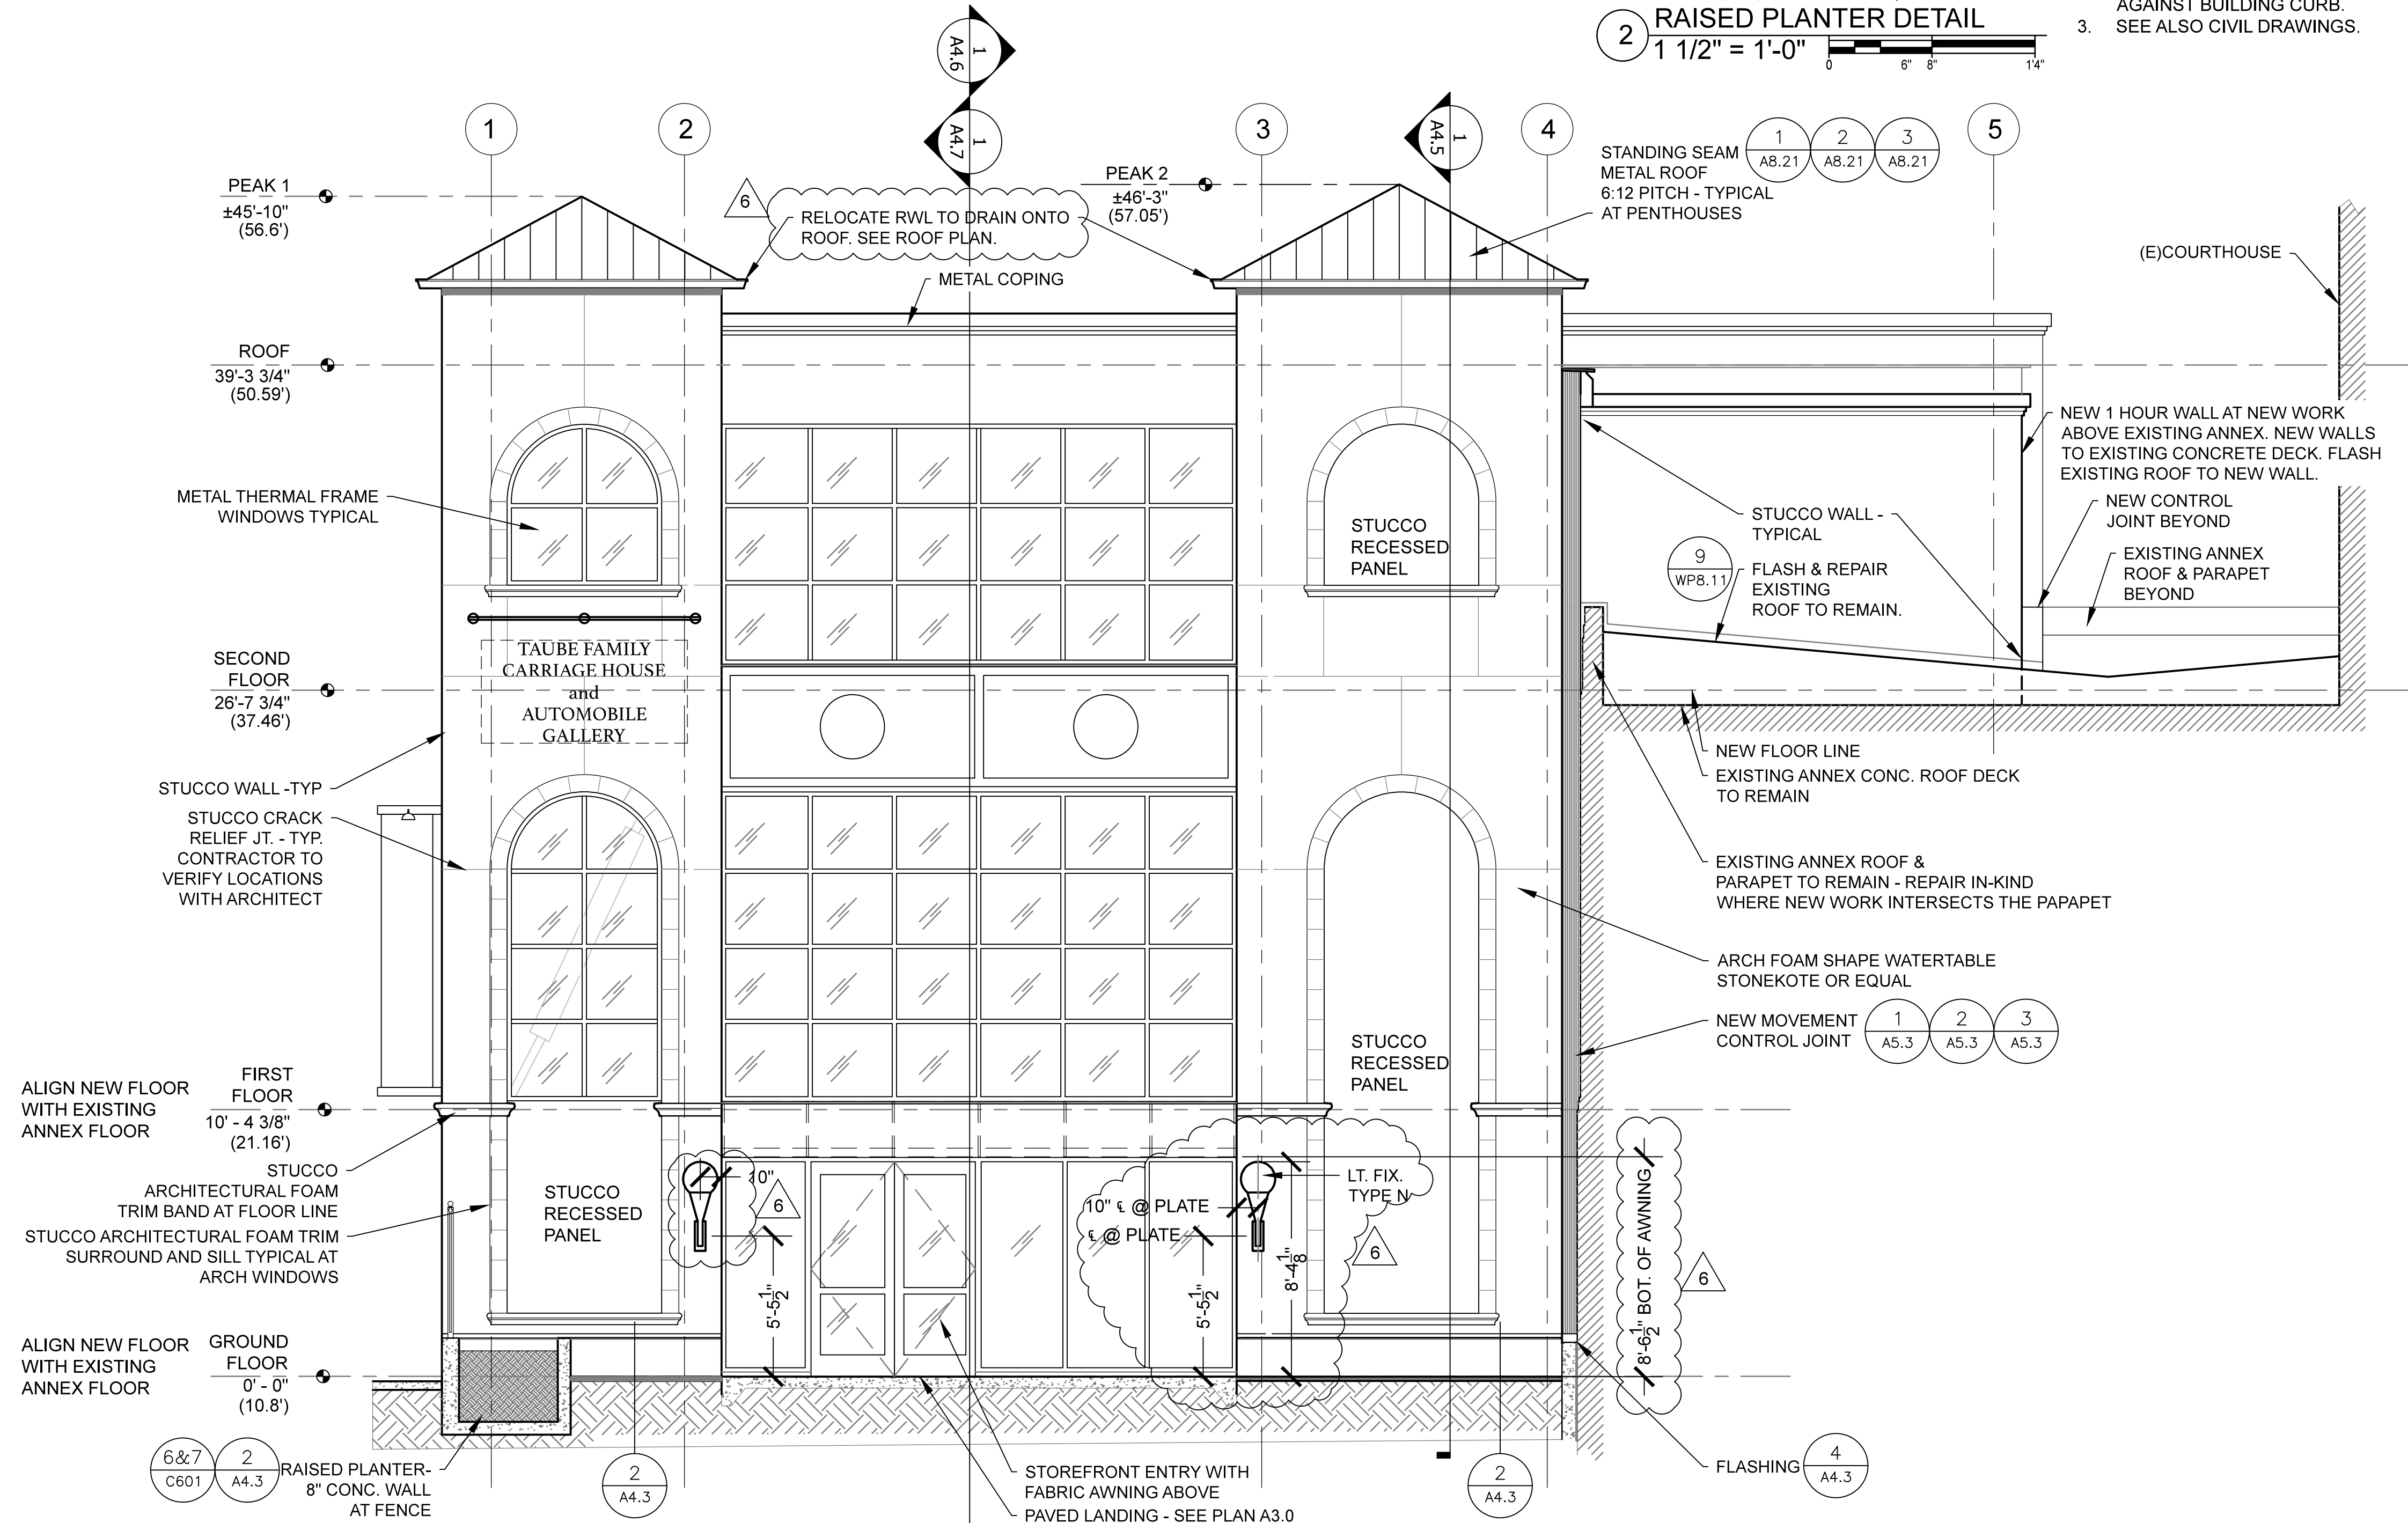 AGAINST BUILDING CURB.
3. SEE ALSO CIVIL DRAWINGS.
2 RAISED PLANTER DETAIL
1 1/2" = 1'-0"
0 6" 8" 1'4"
1
A4.6
1
A4.7
1
A4.5
1 2 3 4 5
PEAK 1
±45'-10"
(56.6')
6
RELOCATE RWL TO DRAIN ONTO
ROOF. SEE ROOF PLAN.
METAL COPING
PEAK 2
±46'-3"
(57.05')
STANDING SEAM
METAL ROOF
6:12 PITCH - TYPICAL
AT PENTHOUSES
1 2 3
A8.21 A8.21 A8.21
(E)COURTHOUSE
ROOF
39'-3 3/4"
(50.59')
METAL THERMAL FRAME
WINDOWS TYPICAL
STUCCO
RECESSED
PANEL
NEW 1 HOUR WALL AT NEW WORK
ABOVE EXISTING ANNEX. NEW WALLS
TO EXISTING CONCRETE DECK. FLASH
EXISTING ROOF TO NEW WALL.
NEW CONTROL
JOINT BEYOND
STUCCO WALL -
TYPICAL
EXISTING ANNEX
ROOF & PARAPET
BEYOND
9
WP8.11
FLASH & REPAIR
EXISTING
ROOF TO REMAIN.
SECOND
FLOOR
26'-7 3/4"
(37.46')
TAUBE FAMILY
CARRIAGE HOUSE
and
AUTOMOBILE
GALLERY
NEW FLOOR LINE
EXISTING ANNEX CONC. ROOF DECK
TO REMAIN
STUCCO WALL -TYP
STUCCO CRACK
RELIEF JT. - TYP.
CONTRACTOR TO
VERIFY LOCATIONS
WITH ARCHITECT
EXISTING ANNEX ROOF &
PARAPET TO REMAIN - REPAIR IN-KIND
WHERE NEW WORK INTERSECTS THE PAPAPET
ARCH FOAM SHAPE WATERTABLE
STONEKOTE OR EQUAL
NEW MOVEMENT
CONTROL JOINT
1 2 3
A5.3 A5.3 A5.3
STUCCO
RECESSED
PANEL
ALIGN NEW FLOOR
WITH EXISTING
ANNEX FLOOR
FIRST
FLOOR
10' - 4 3/8"
(21.16')
STUCCO
ARCHITECTURAL FOAM
TRIM BAND AT FLOOR LINE
STUCCO ARCHITECTURAL FOAM TRIM
SURROUND AND SILL TYPICAL AT
ARCH WINDOWS
STUCCO
RECESSED
PANEL
10"
6
5'-5 1/2"
10" ℄ @ PLATE
℄ @ PLATE
5'-5 1/2"
8'-4 1/8"
LT. FIX.
TYPE N
6
8'-6 1/2" BOT. OF AWNING
6
ALIGN NEW FLOOR
WITH EXISTING
ANNEX FLOOR
GROUND
FLOOR
0' - 0"
(10.8')
6&7 2
C601 A4.3
RAISED PLANTER-
8" CONC. WALL
AT FENCE
2
A4.3
STOREFRONT ENTRY WITH
FABRIC AWNING ABOVE
PAVED LANDING - SEE PLAN A3.0
2
A4.3
FLASHING
4
A4.3